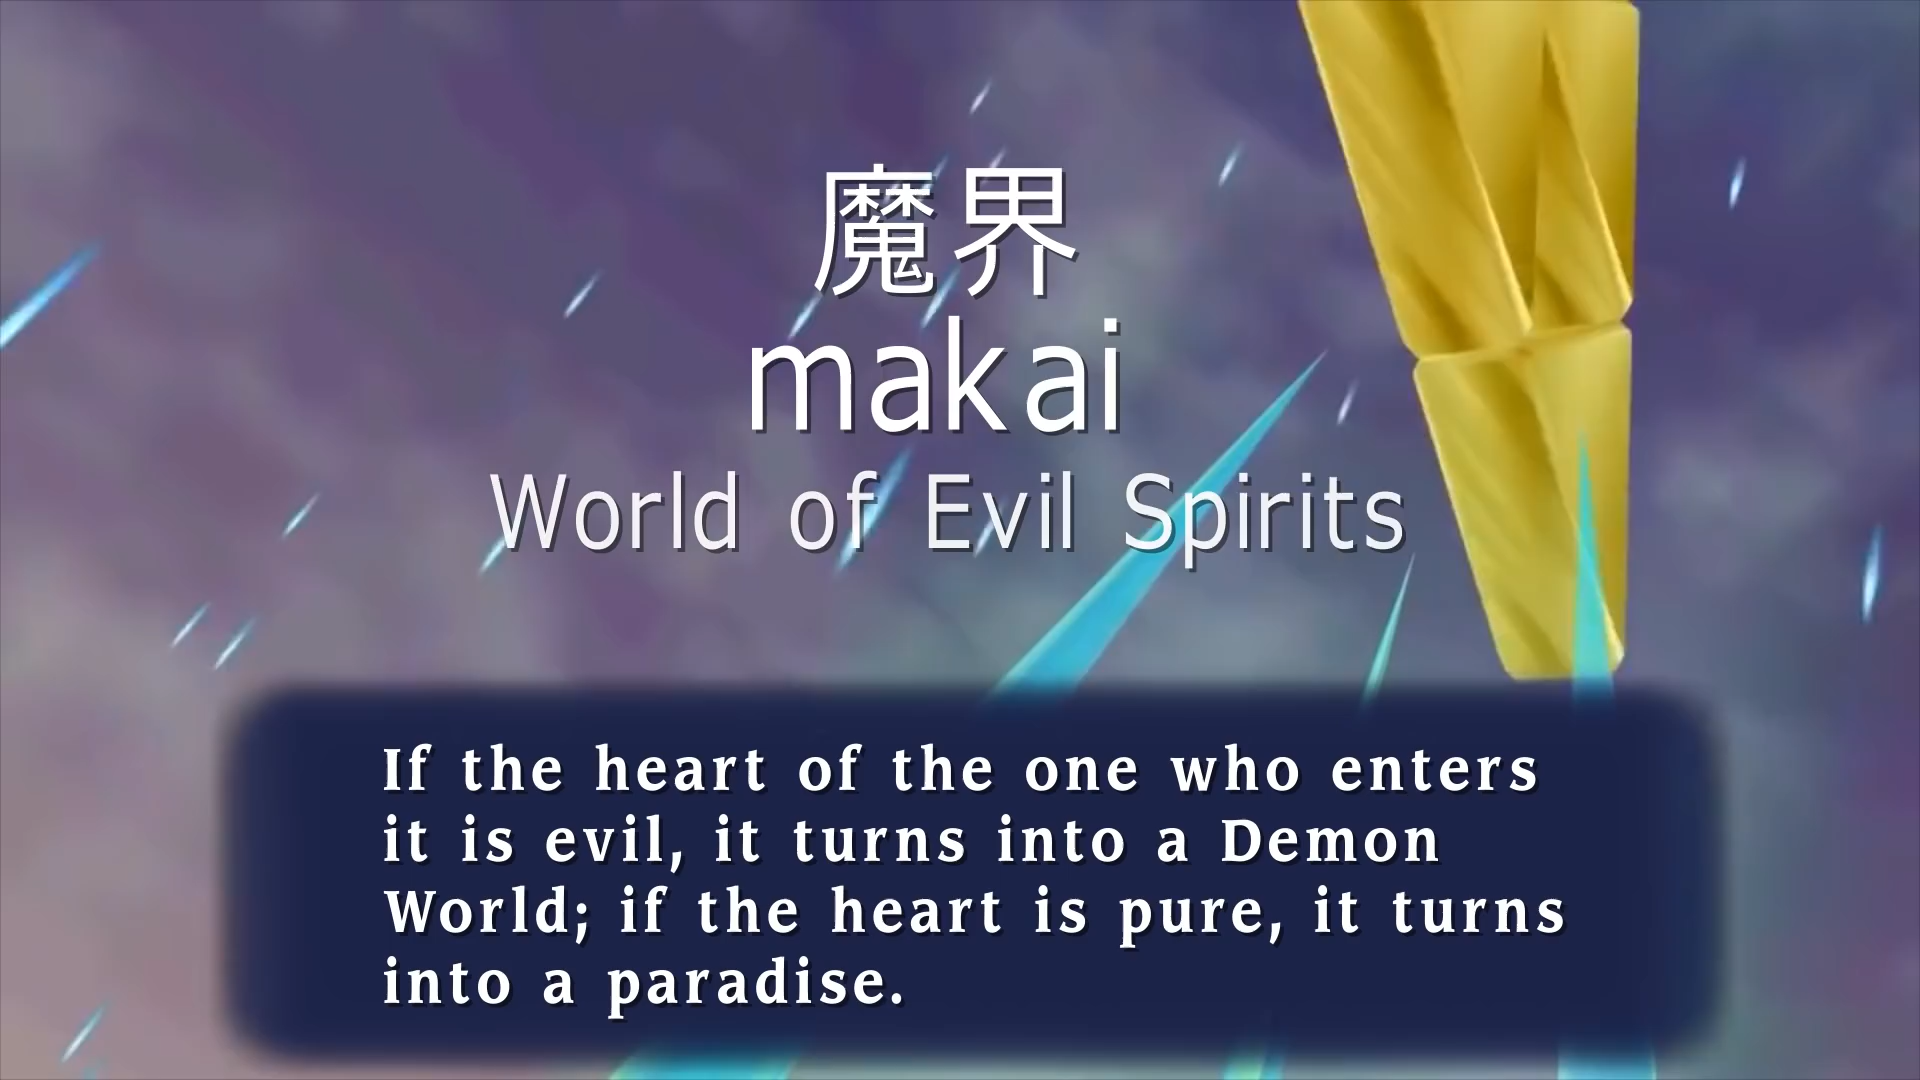 魔界
makai
World of Evil Spirits
If the heart of the one who enters
it is evil, it turns into a Demon
World; if the heart is pure, it turns
into a paradise.